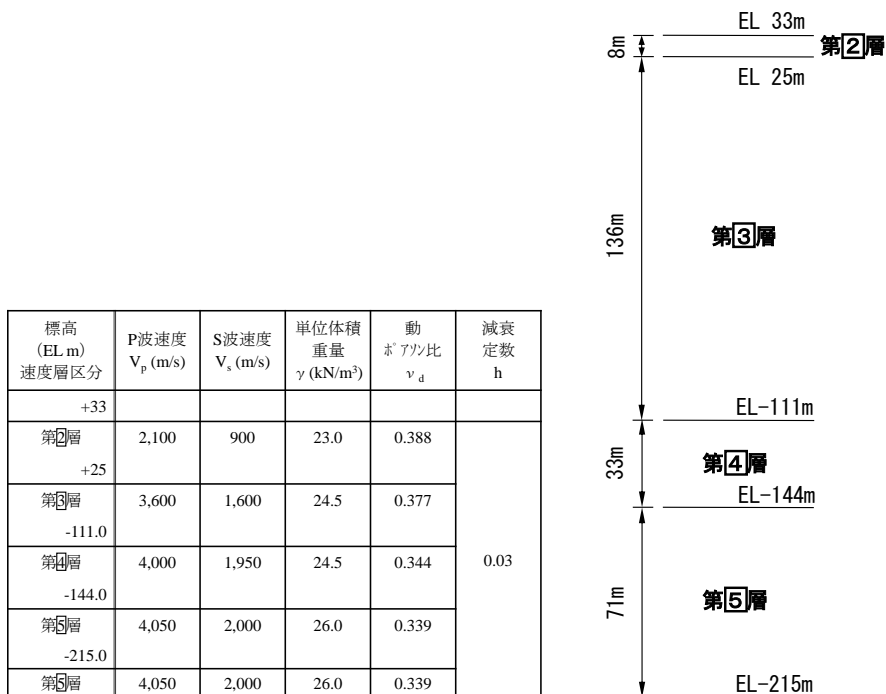 EL 33m
8m
第2層
EL 25m
136m
第3層
EL-111m
33m
第4層
EL-144m
71m
第5層
EL-215m
標高
(EL m)
速度層区分
P波速度
Vp (m/s)
S波速度
Vs (m/s)
単位体積
重量
γ (kN/m³)
動
ﾎﾟｱｿﾝ比
νd
減衰
定数
h
+33
第2層 2,100 900 23.0 0.388
+25
第3層 3,600 1,600 24.5 0.377
-111.0
第4層 4,000 1,950 24.5 0.344 0.03
-144.0
第5層 4,050 2,000 26.0 0.339
-215.0
第5層 4,050 2,000 26.0 0.339